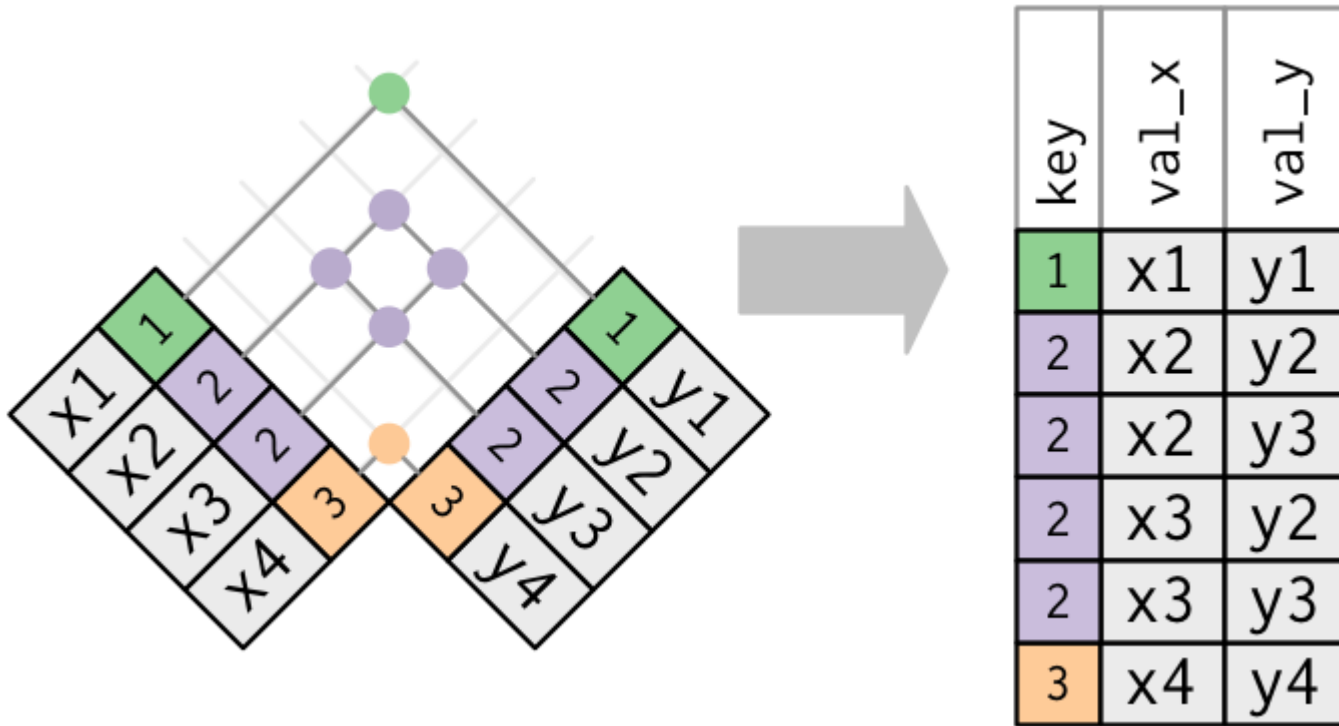 1 2 2 3
x1 x2 x3 x4
1 2 2 3
y1 y2 y3 y4
key val_x val_y
1 x1 y1
2 x2 y2
2 x2 y3
2 x3 y2
2 x3 y3
3 x4 y4